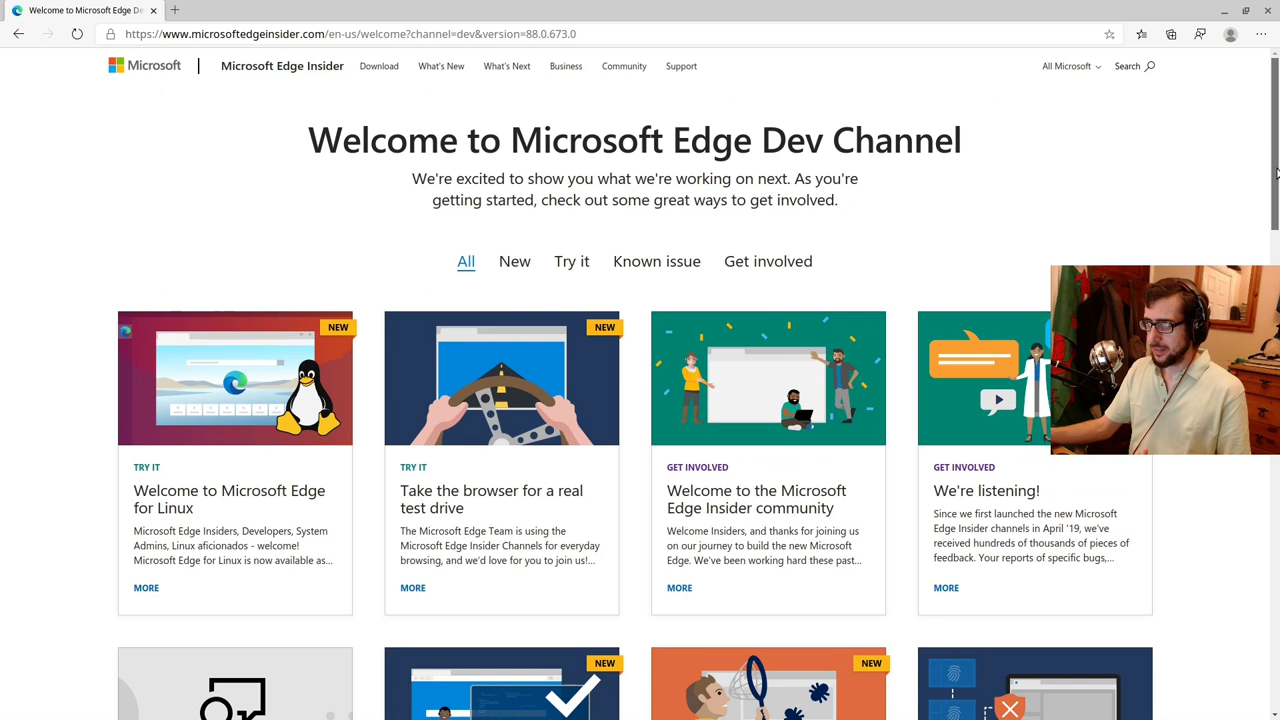 Welcome to Microsoft Edge De
https://www.microsoftedgeinsider.com/en-us/welcome?channel=dev&version=88.0.673.0
Microsoft
Microsoft Edge Insider
Download
What's New
What's Next
Business
Community
Support
All Microsoft
Search
Welcome to Microsoft Edge Dev Channel
We're excited to show you what we're working on next. As you're
getting started, check out some great ways to get involved.
All
New
Try it
Known issue
Get involved
NEW
TRY IT
Welcome to Microsoft Edge
for Linux
Microsoft Edge Insiders, Developers, System
Admins, Linux aficionados - welcome!
Microsoft Edge for Linux is now available as...
MORE
NEW
TRY IT
Take the browser for a real
test drive
The Microsoft Edge Team is using the
Microsoft Edge Insider Channels for everyday
browsing, and we'd love for you to join us!...
MORE
GET INVOLVED
Welcome to the Microsoft
Edge Insider community
Welcome Insiders, and thanks for joining us
on our journey to build the new Microsoft
Edge. We've been working hard these past...
MORE
GET INVOLVED
We're listening!
Since we first launched the new Microsoft
Edge Insider channels in April '19, we've
received hundreds of thousands of pieces of
feedback. Your reports of specific bugs,...
MORE
NEW
NEW